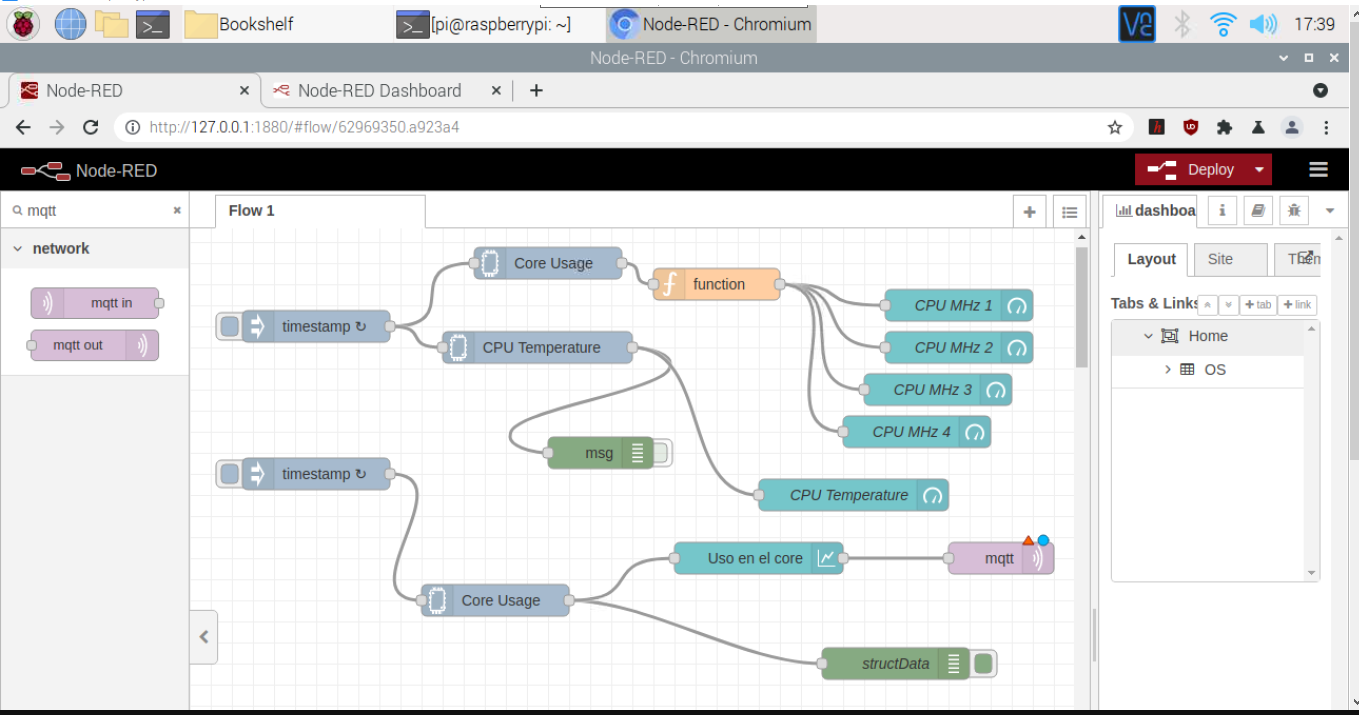 Bookshelf
[pi@raspberrypi: ~]
Node-RED - Chromium
17:39
Node-RED - Chromium
Node-RED
Node-RED Dashboard
http://127.0.0.1:1880/#flow/62969350.a923a4
Node-RED
Deploy
mqtt
Flow 1
dashboa
network
Layout
Site
mqtt in
mqtt out
Tabs & Links
tab
link
Home
OS
Core Usage
function
timestamp ↻
CPU Temperature
CPU MHz 1
CPU MHz 2
CPU MHz 3
CPU MHz 4
msg
timestamp ↻
CPU Temperature
Uso en el core
mqtt
Core Usage
structData